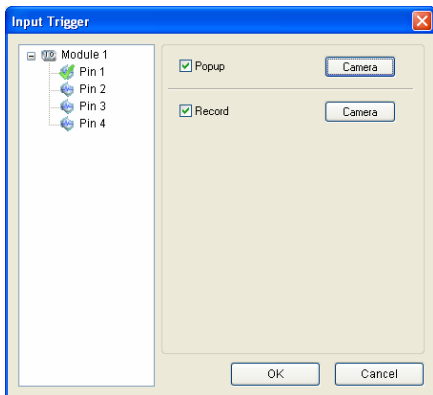 Input Trigger
Module 1
Pin 1
Pin 2
Pin 3
Pin 4
Popup Camera
Record Camera
OK Cancel